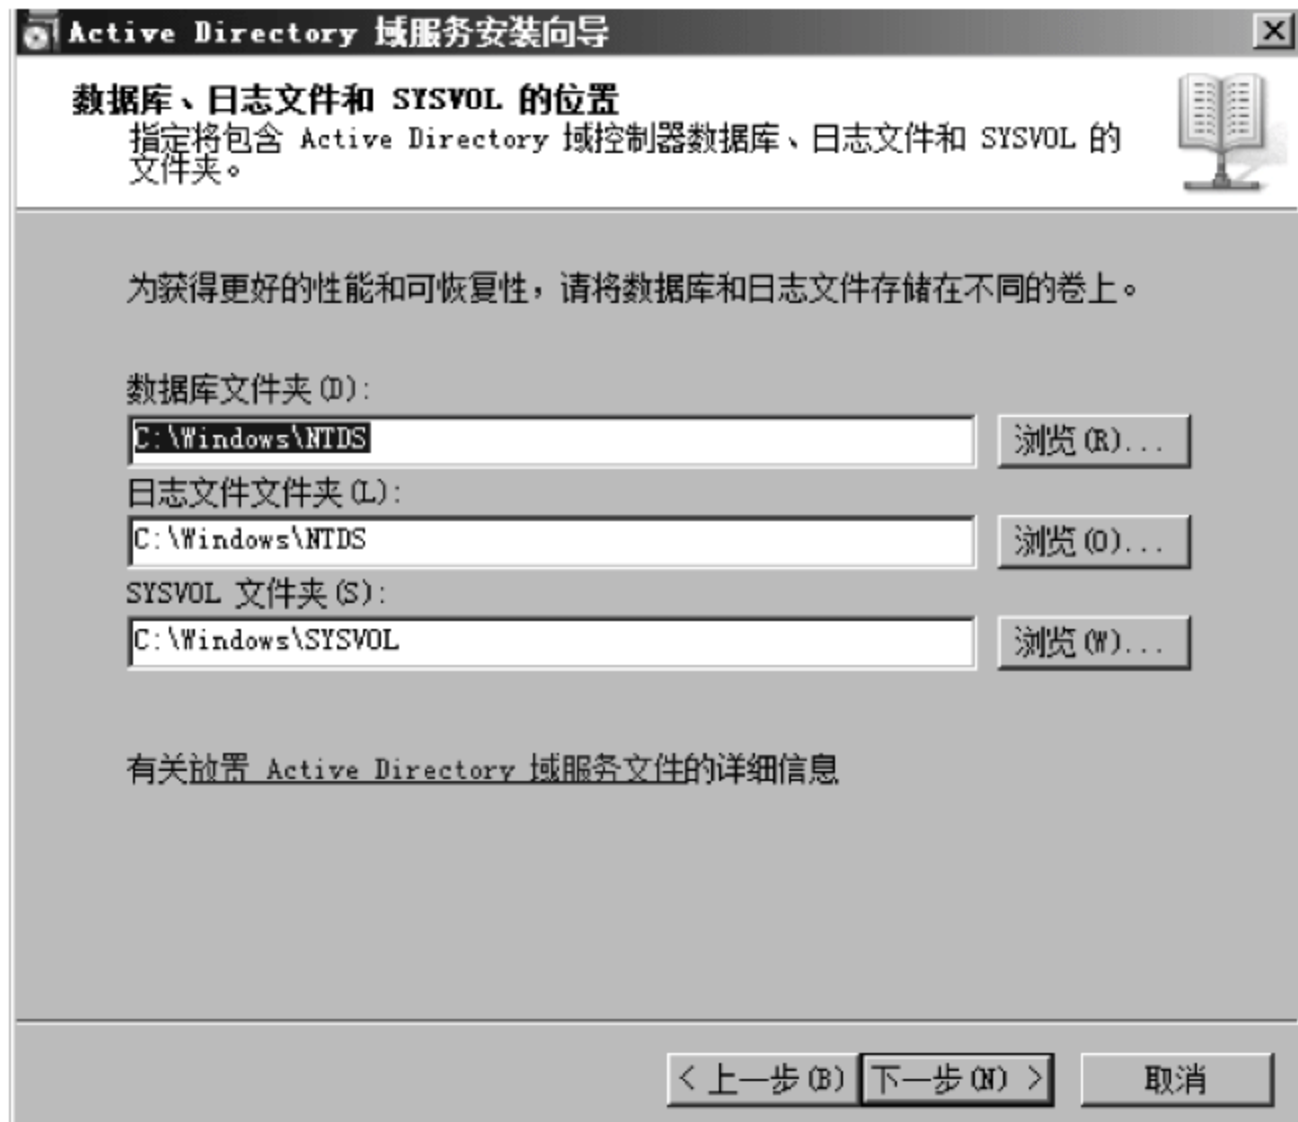 Active Directory 域服务安装向导
数据库、日志文件和 SYSVOL 的位置
指定将包含 Active Directory 域控制器数据库、日志文件和 SYSVOL 的
文件夹。
为获得更好的性能和可恢复性，请将数据库和日志文件存储在不同的卷上。
数据库文件夹(D):
C:\Windows\NTDS
浏览(R)...
日志文件文件夹(L):
C:\Windows\NTDS
浏览(O)...
SYSVOL 文件夹(S):
C:\Windows\SYSVOL
浏览(W)...
有关放置 Active Directory 域服务文件的详细信息
< 上一步(B) 下一步(N) > 取消